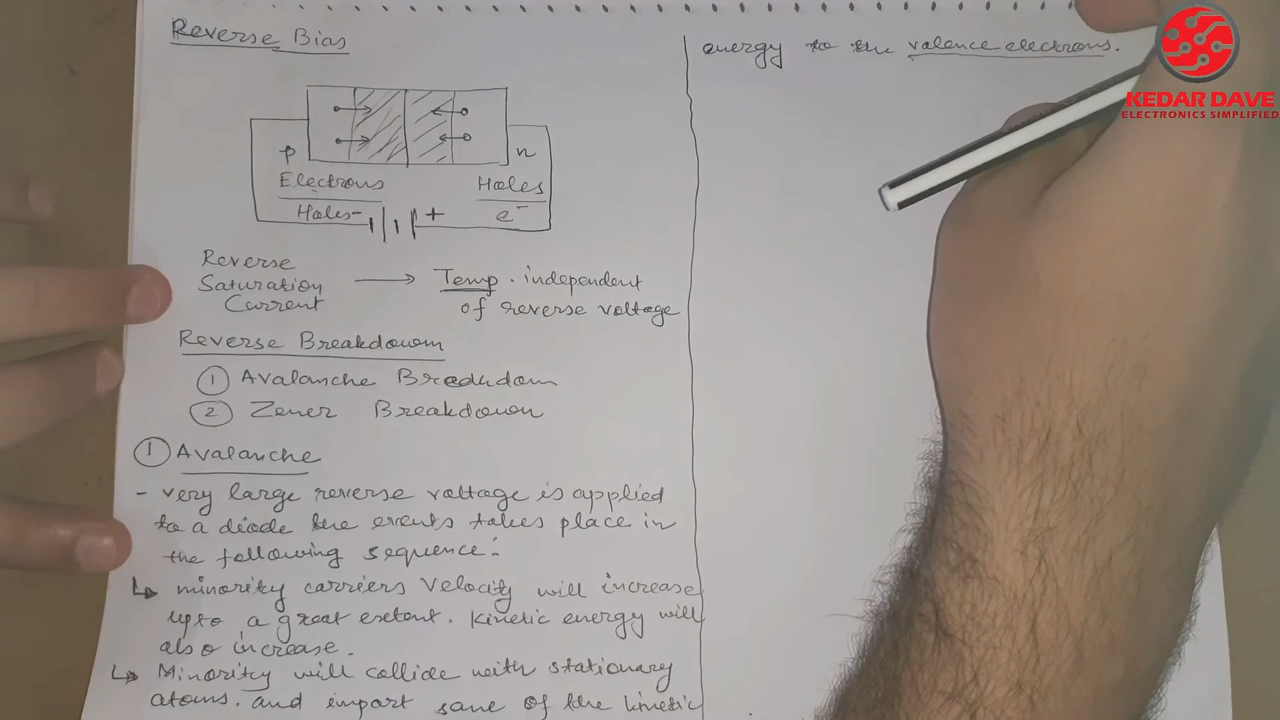 Reverse Bias
p
n
Electrons
Holes
Holes
e-
+
Reverse
Saturation
Current
Temp. independent
of reverse voltage
Reverse Breakdown
1 Avalanche Breakdown
2 Zener Breakdown
1 Avalanche
- very large reverse voltage is applied
to a diode the events takes place in
the following sequence:
minority carriers velocity will increase
upto a great extent. Kinetic energy will
also increase.
Minority will collide with stationary
atoms. and impart some of the kinetic
energy to the valence electrons.
KEDAR DAVE
ELECTRONICS SIMPLIFIED